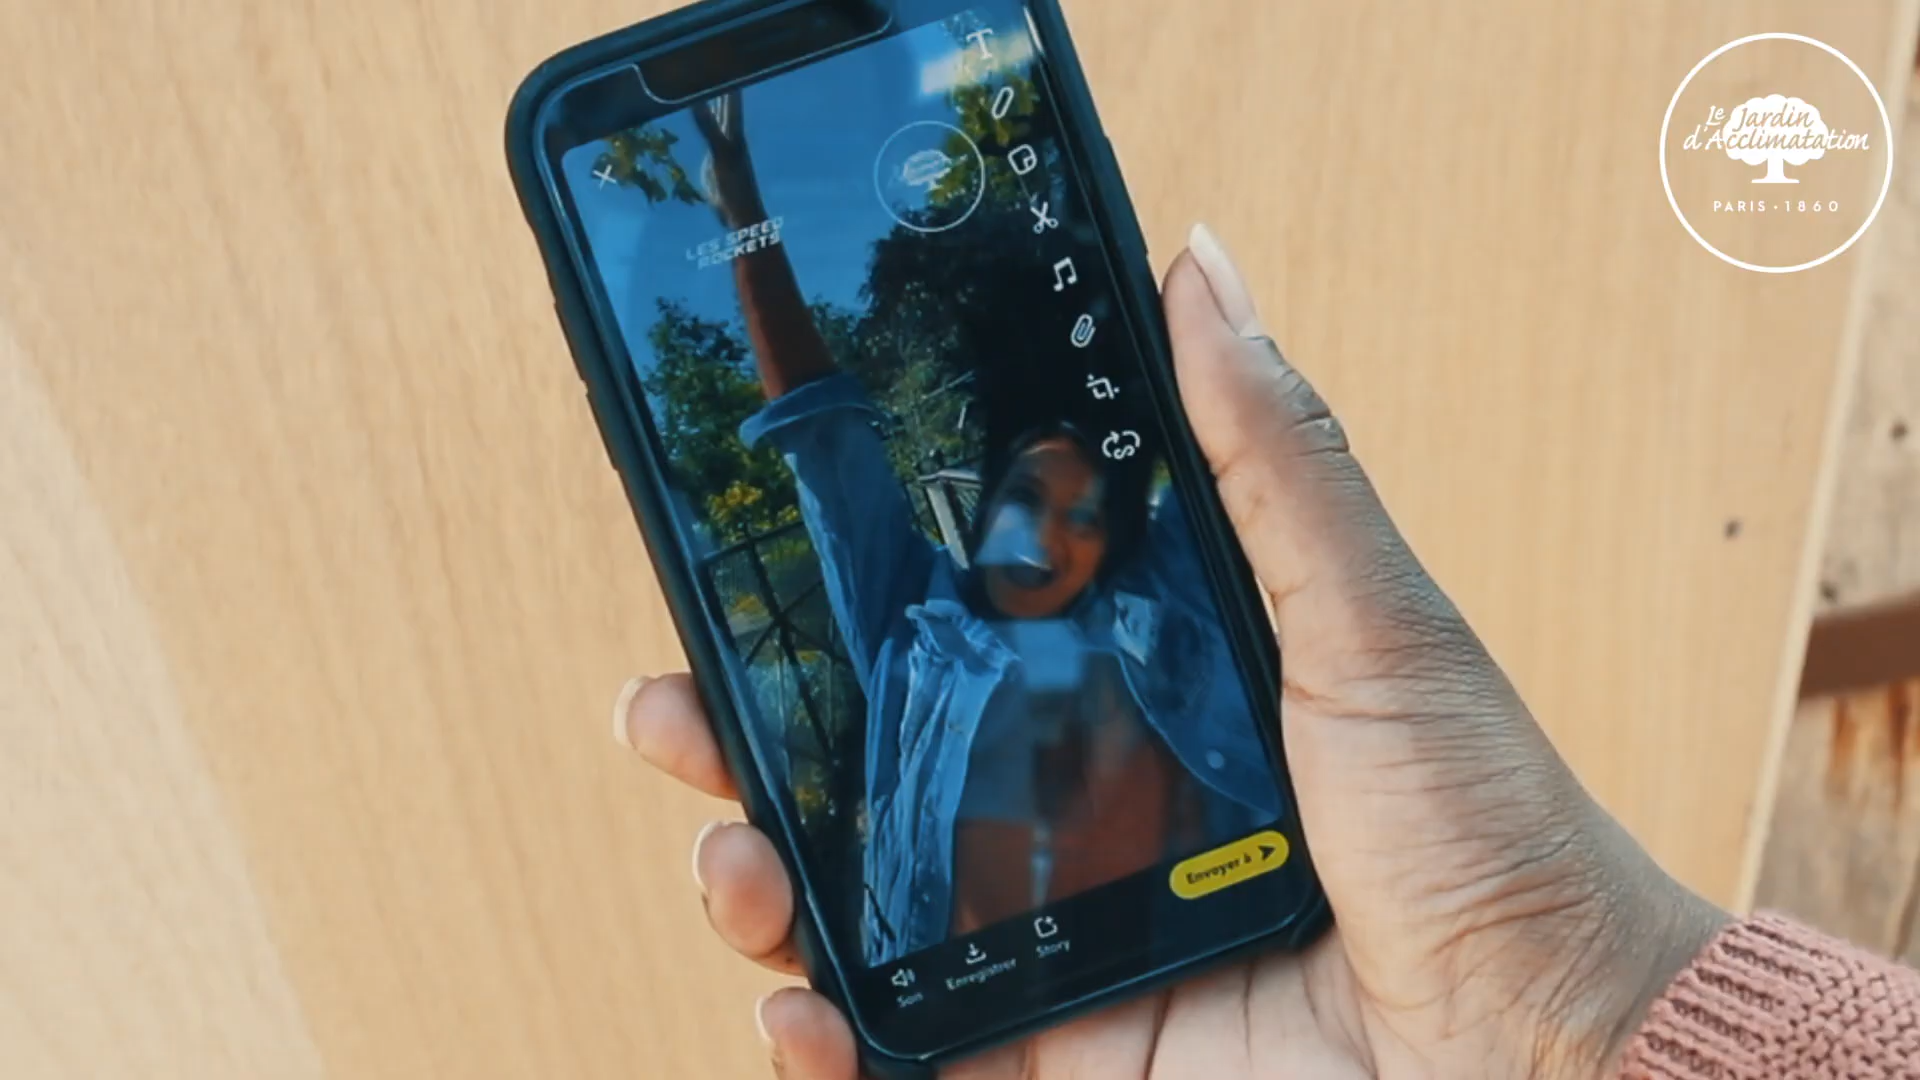 Le Jardin
d'Acclimatation
PARIS • 1860
T
LES SPEED
ROCKETS
Envoyer à
Son
Enregistrer
Story